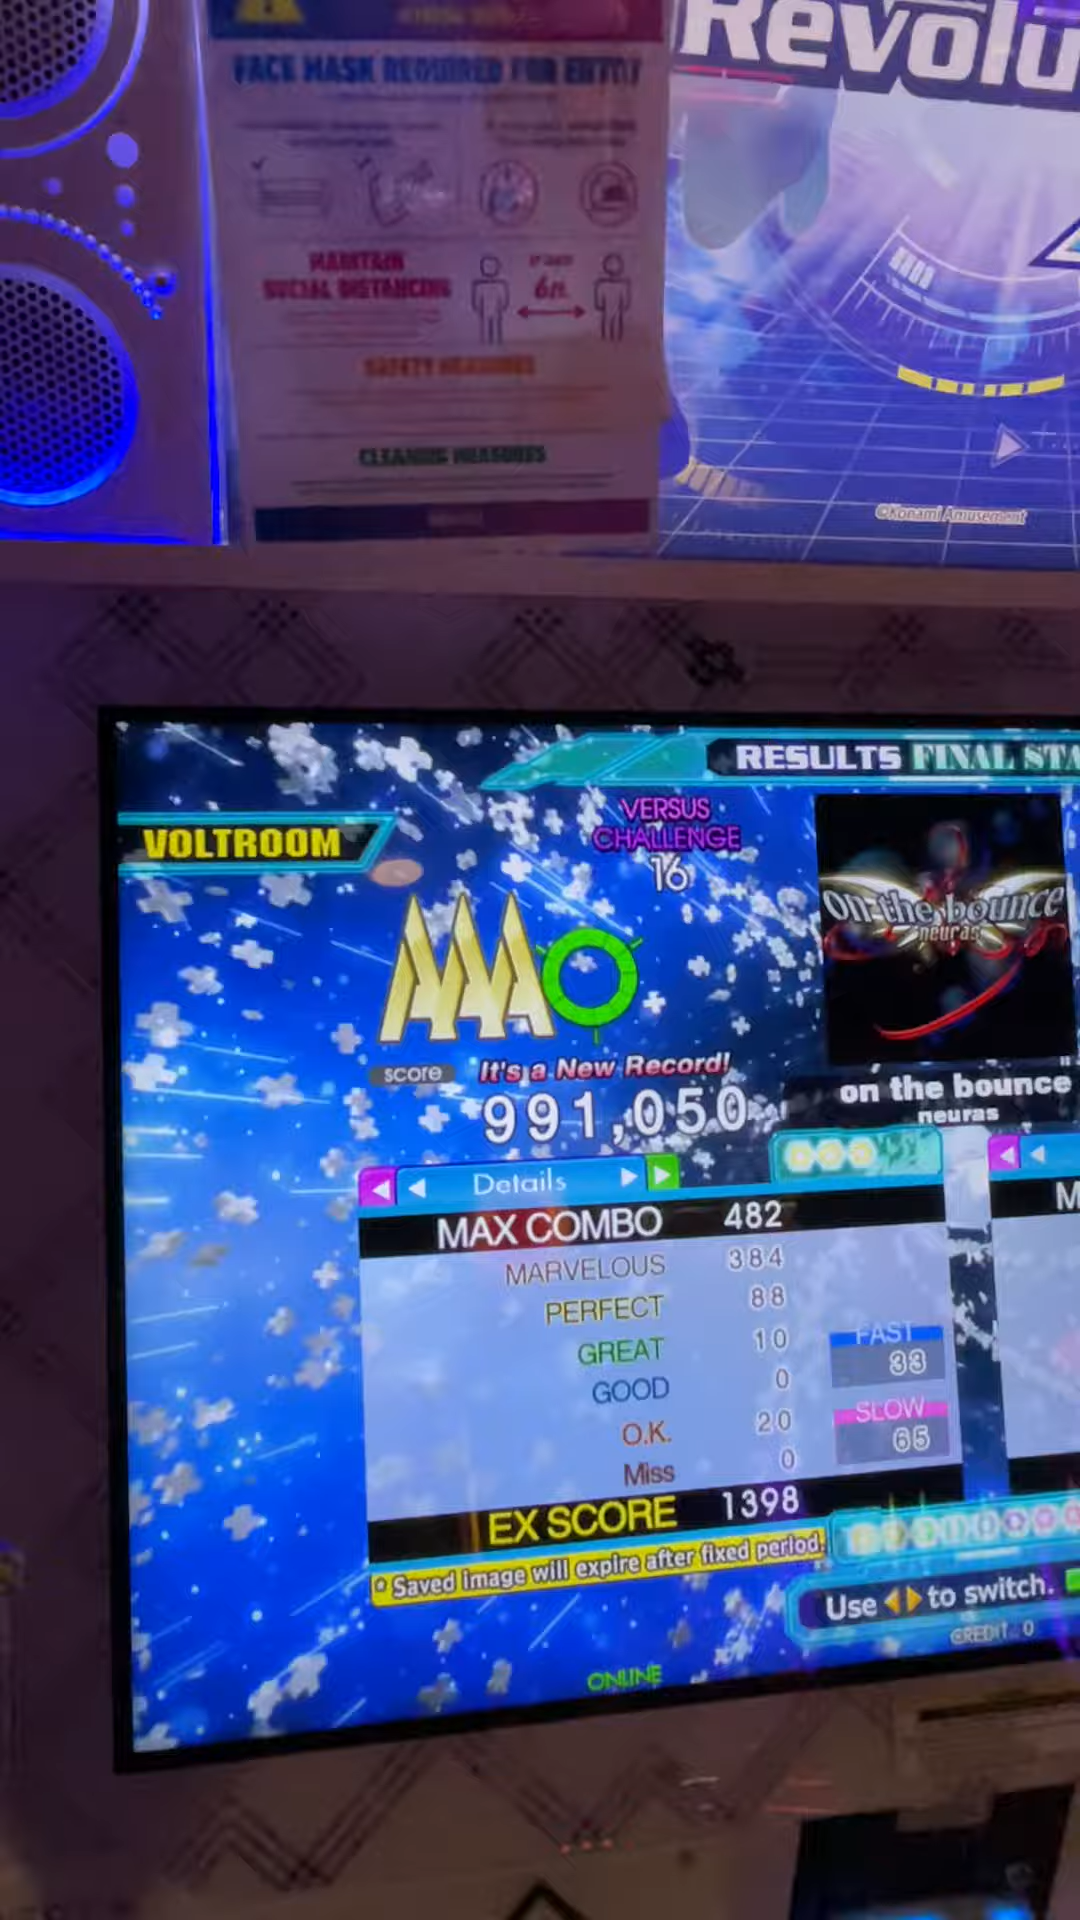 Revolu
FACE MASK REQUIRED FOR ENTRY
MAINTAIN
SOCIAL DISTANCING
6ft.
SAFETY MEASURES
CLEANING MEASURES
©Konami Amusement
RESULTS FINAL STA
VOLTROOM
VERSUS
CHALLENGE
16
On the bounce
neuras
AAA
score
It's a New Record!
991,050
on the bounce
neuras
Details
MAX COMBO 482
M
MARVELOUS 384
PERFECT 88
GREAT 10
FAST
33
GOOD 0
O.K. 20
SLOW
65
Miss 0
EX SCORE 1398
* Saved image will expire after fixed period.
Use to switch.
CREDIT: 0
ONLINE